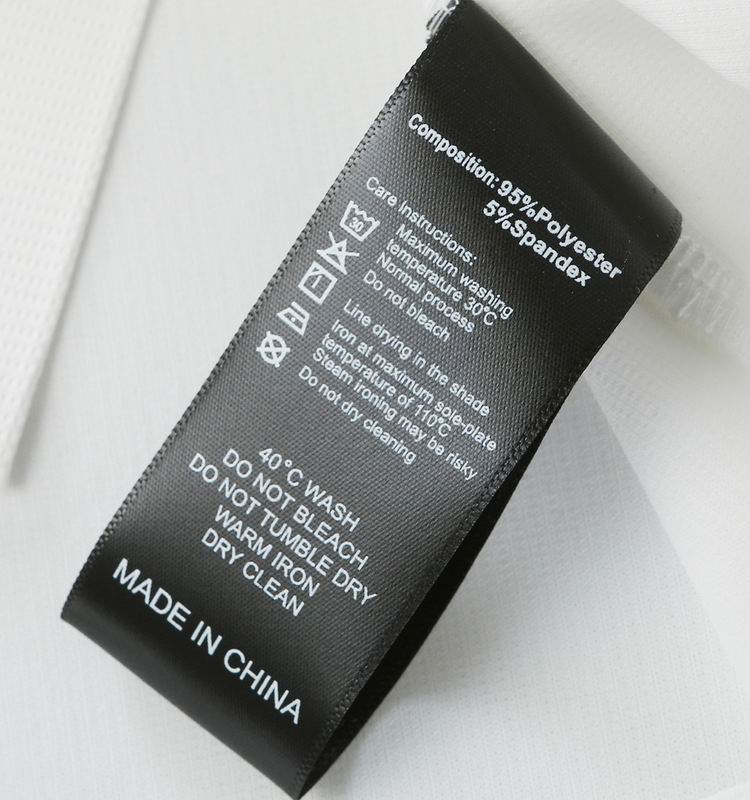 Composition: 95%Polyester
5%Spandex
Care Instructions:
30
Maximum washing
temperature 30°C
Normal process
Do not bleach
Line drying in the shade
Iron at maximum sole-plate
temperature of 110°C
Steam ironing may be risky
Do not dry cleaning
40°C WASH
DO NOT BLEACH
DO NOT TUMBLE DRY
WARM IRON
DRY CLEAN
MADE IN CHINA